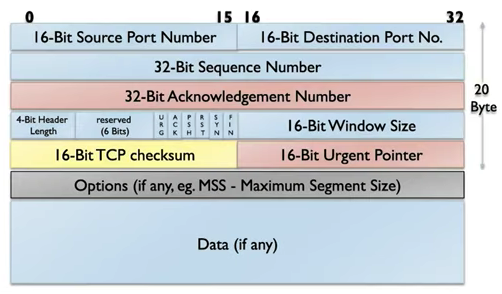 0 15 16 32
16-Bit Source Port Number 16-Bit Destination Port No.
32-Bit Sequence Number
32-Bit Acknowledgement Number
20
Byte
4-Bit Header
Length
reserved
(6 Bits)
URG ACK PSH RST SYN FIN
16-Bit Window Size
16-Bit TCP checksum 16-Bit Urgent Pointer
Options (if any, eg. MSS - Maximum Segment Size)
Data (if any)